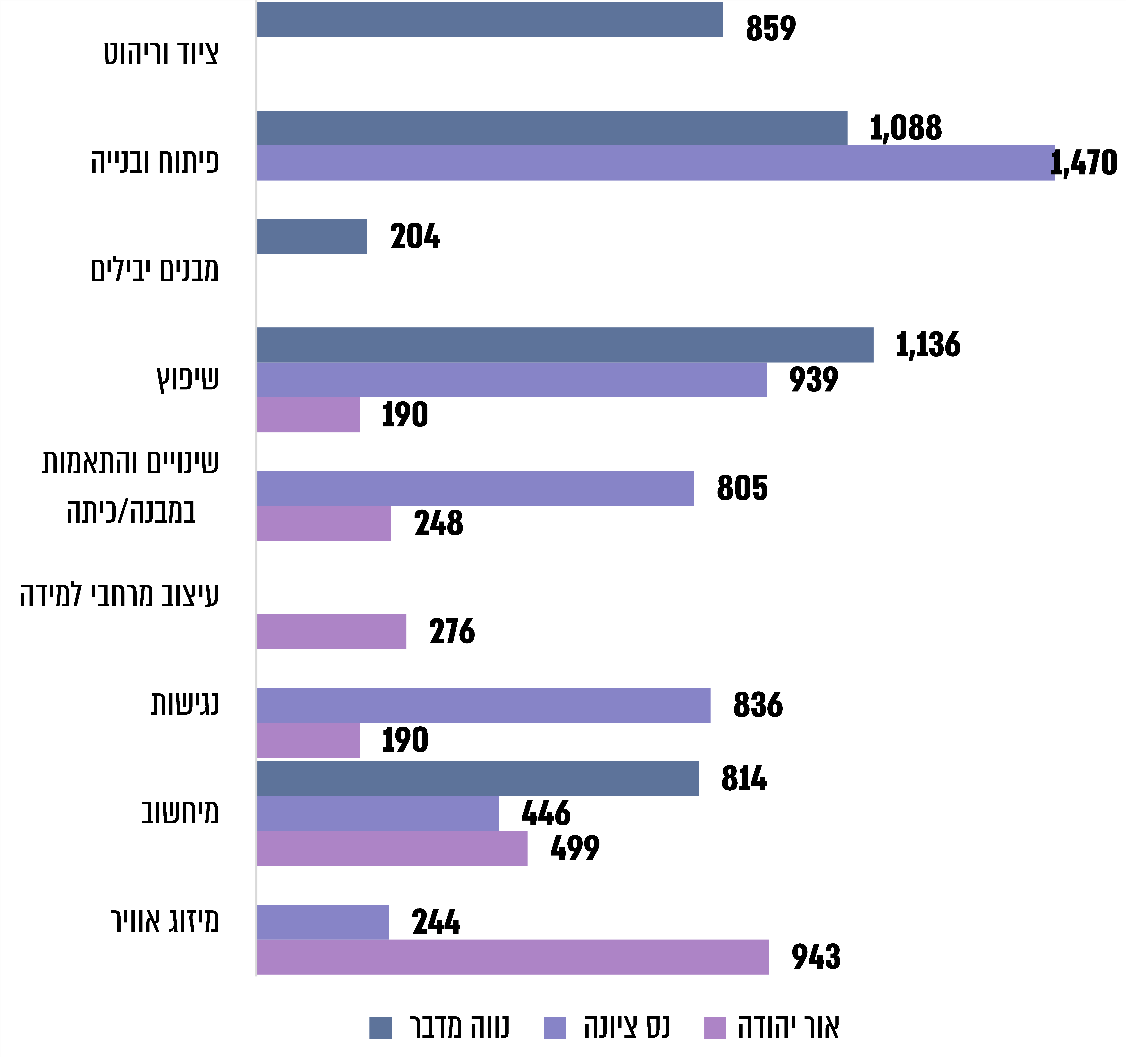 859
ציוד וריהוט
1,088
פיתוח ובנייה
1,470
204
מבנים יבילים
1,136
שיפוץ
939
190
שינויים והתאמות
במבנה/כיתה
805
248
עיצוב מרחבי למידה
276
נגישות
836
190
814
מיחשוב
446
499
מיזוג אוויר
244
943
אור יהודה נס ציונה נווה מדבר